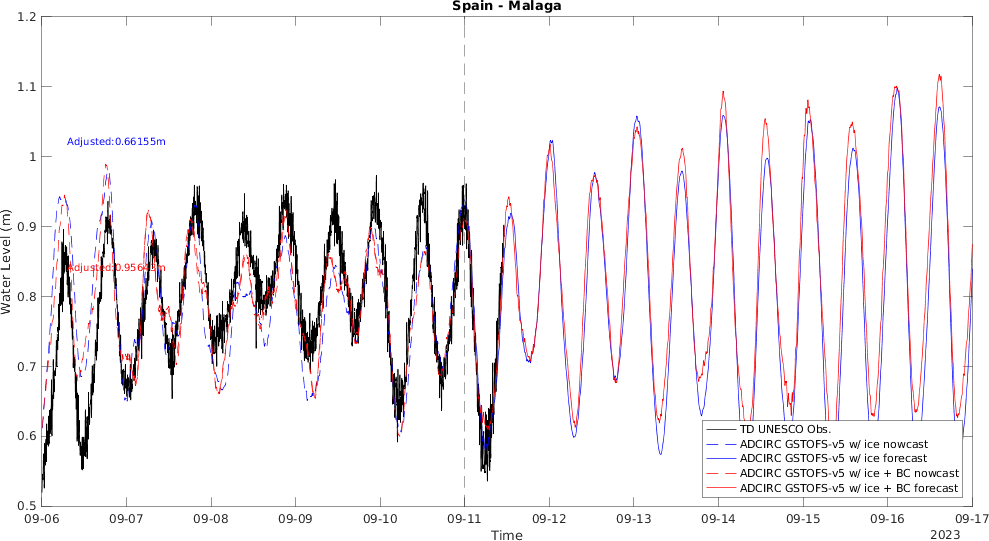 Spain - Malaga
1.2
1.1
1
0.9
0.8
0.7
0.6
0.5
Water Level (m)
Adjusted:0.66155m
TD UNESCO Obs.
ADCIRC GSTOFS-v5 w/ ice nowcast
ADCIRC GSTOFS-v5 w/ ice forecast
ADCIRC GSTOFS-v5 w/ ice + BC nowcast
ADCIRC GSTOFS-v5 w/ ice + BC forecast
09-06 09-07 09-08 09-09 09-10 09-11 09-12 09-13 09-14 09-15 09-16 09-17
Time
2023